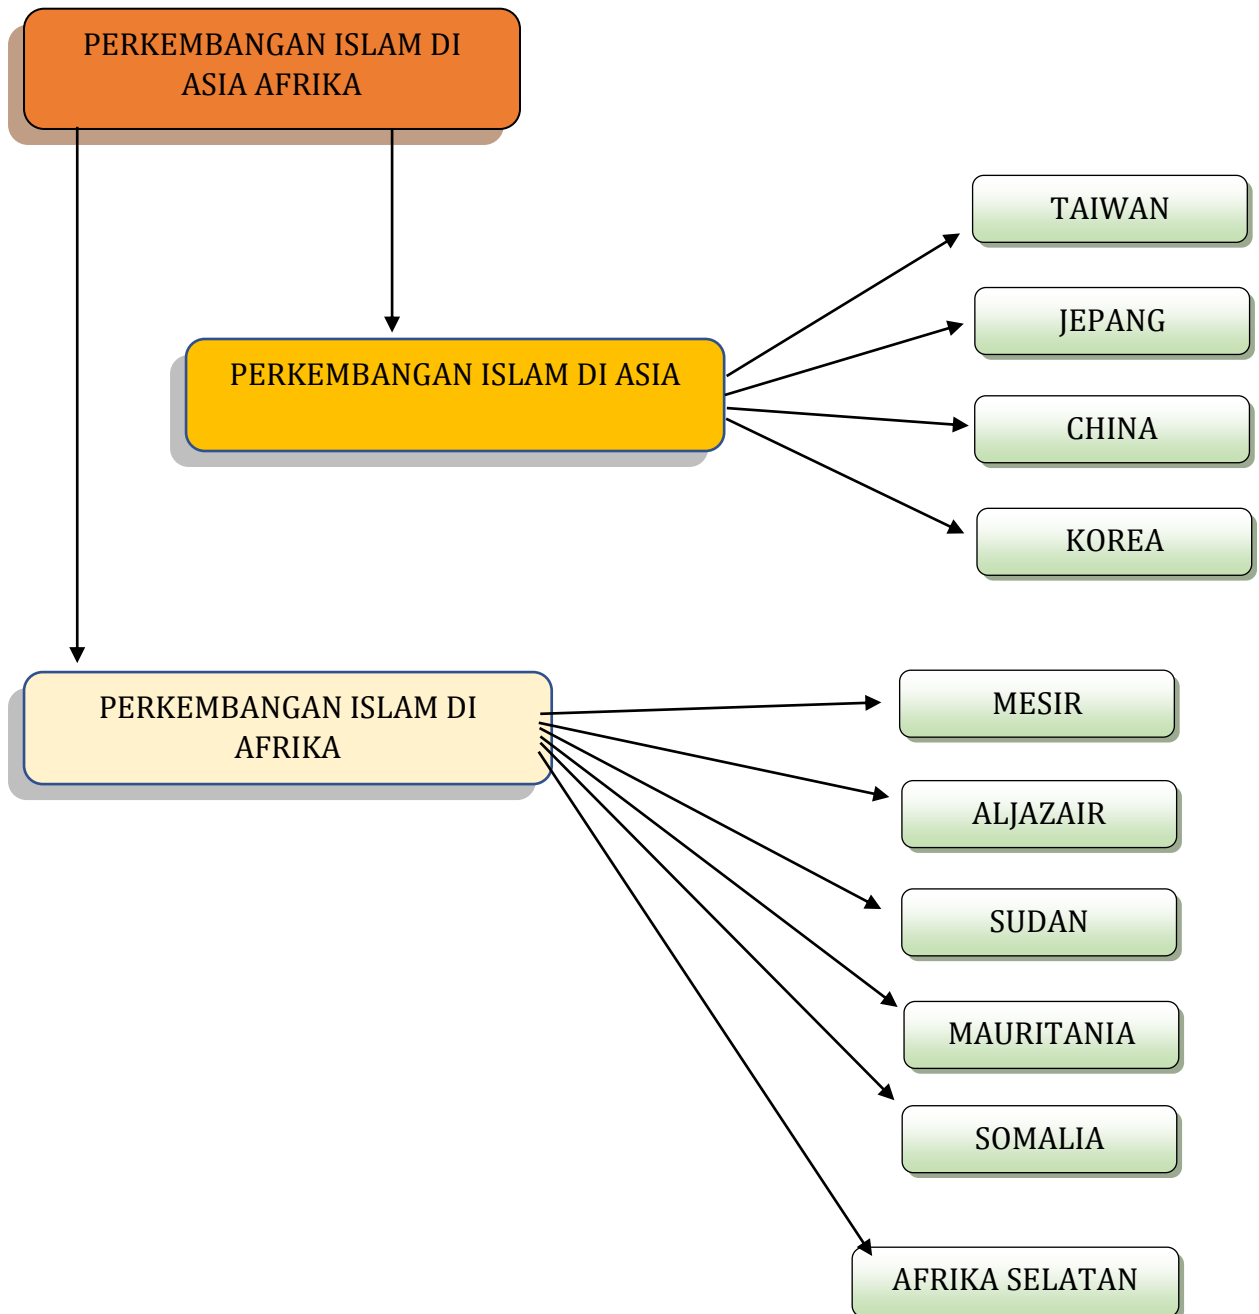 PERKEMBANGAN ISLAM DI
ASIA AFRIKA
TAIWAN
JEPANG
PERKEMBANGAN ISLAM DI ASIA
CHINA
KOREA
PERKEMBANGAN ISLAM DI
AFRIKA
MESIR
ALJAZAIR
SUDAN
MAURITANIA
SOMALIA
AFRIKA SELATAN